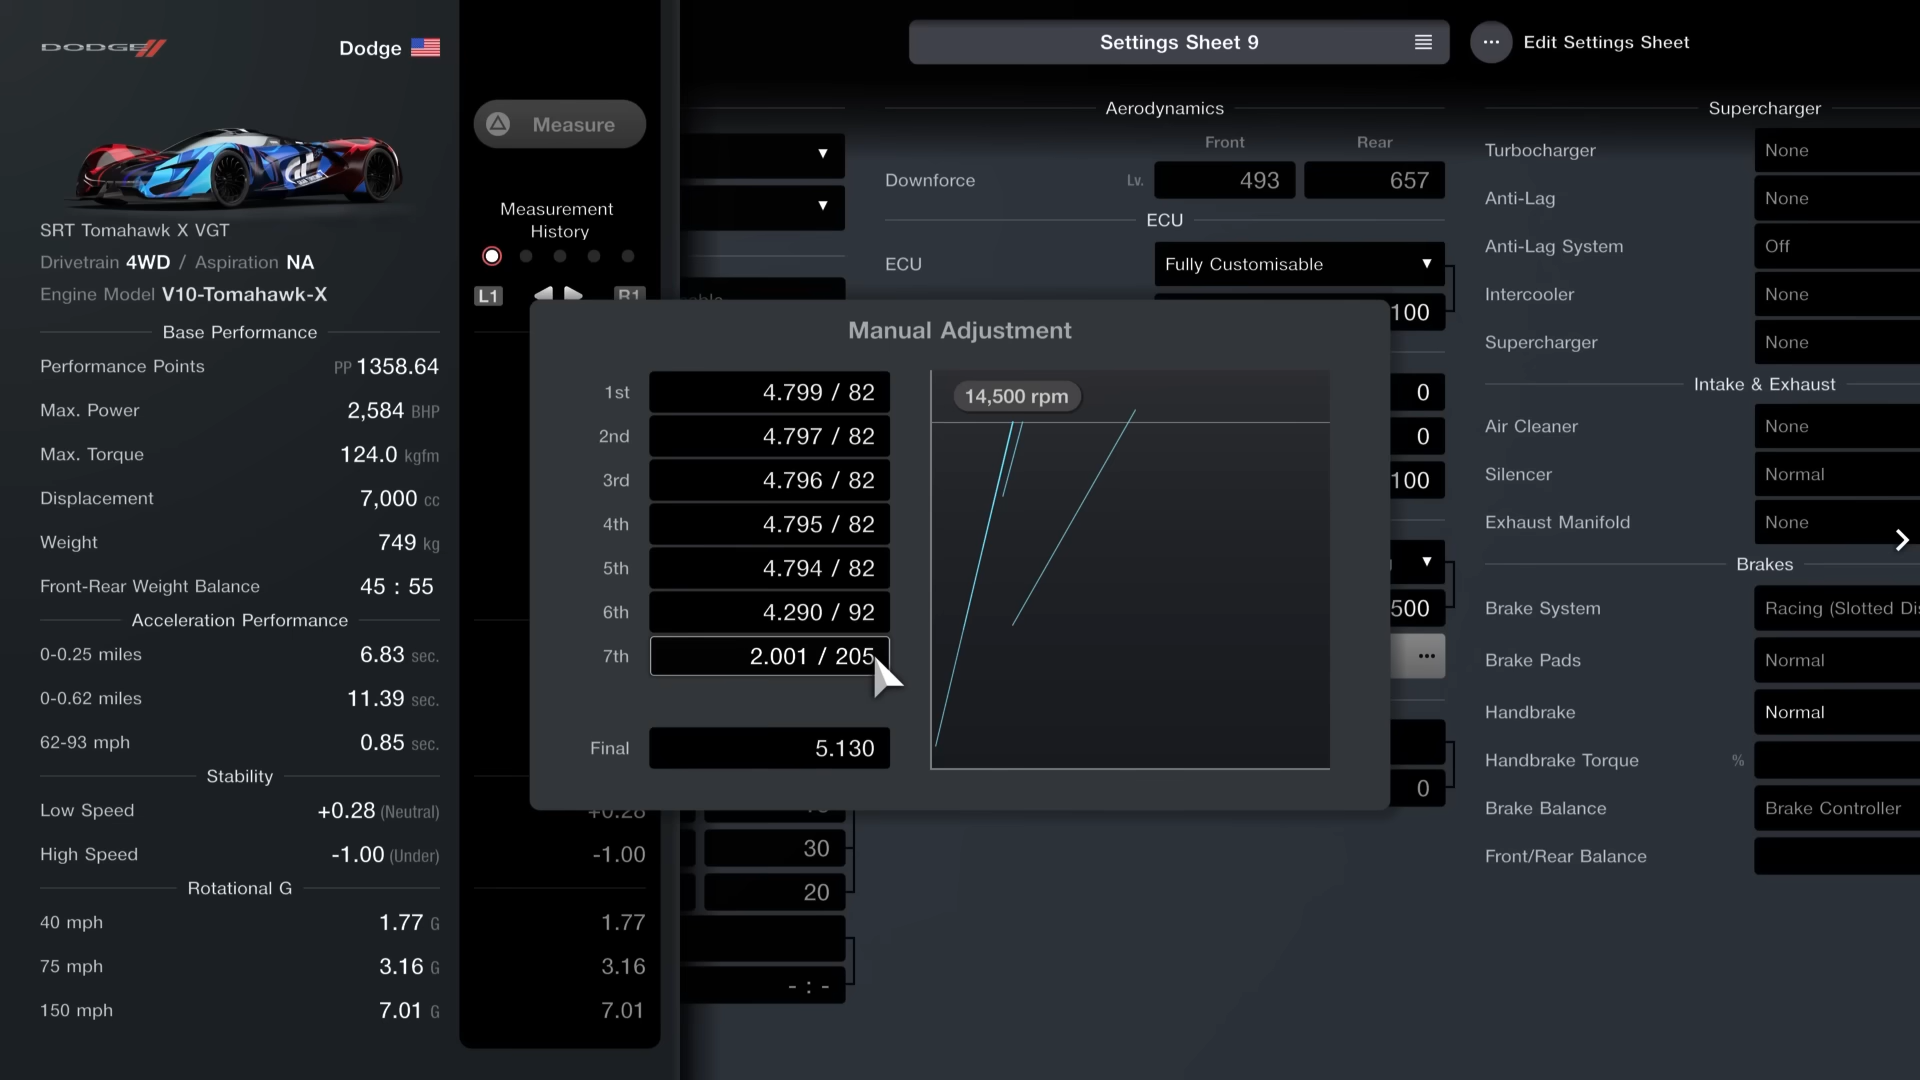 DODGE
Dodge
SRT Tomahawk X VGT
Drivetrain 4WD / Aspiration NA
Engine Model V10-Tomahawk-X
Base Performance
Performance Points PP 1358.64
Max. Power 2,584 BHP
Max. Torque 124.0 kgfm
Displacement 7,000 cc
Weight 749 kg
Front-Rear Weight Balance 45 : 55
Acceleration Performance
0-0.25 miles 6.83 sec.
0-0.62 miles 11.39 sec.
62-93 mph 0.85 sec.
Stability
Low Speed +0.28 (Neutral)
High Speed -1.00 (Under)
Rotational G
40 mph 1.77 G
75 mph 3.16 G
150 mph 7.01 G
Measure
Measurement
History
L1 R1
+0.28
-1.00
1.77
3.16
7.01
30
20
- : -
Settings Sheet 9
... Edit Settings Sheet
Aerodynamics
Front Rear
Downforce Lv. 493 657
ECU
ECU Fully Customisable
100
0
0
100
500
...
0
Manual Adjustment
1st 4.799 / 82
2nd 4.797 / 82
3rd 4.796 / 82
4th 4.795 / 82
5th 4.794 / 82
6th 4.290 / 92
7th 2.001 / 205
Final 5.130
14,500 rpm
Supercharger
Turbocharger None
Anti-Lag None
Anti-Lag System Off
Intercooler None
Supercharger None
Intake & Exhaust
Air Cleaner None
Silencer Normal
Exhaust Manifold None
Brakes
Brake System Racing (Slotted Dis
Brake Pads Normal
Handbrake Normal
Handbrake Torque %
Brake Balance Brake Controller
Front/Rear Balance